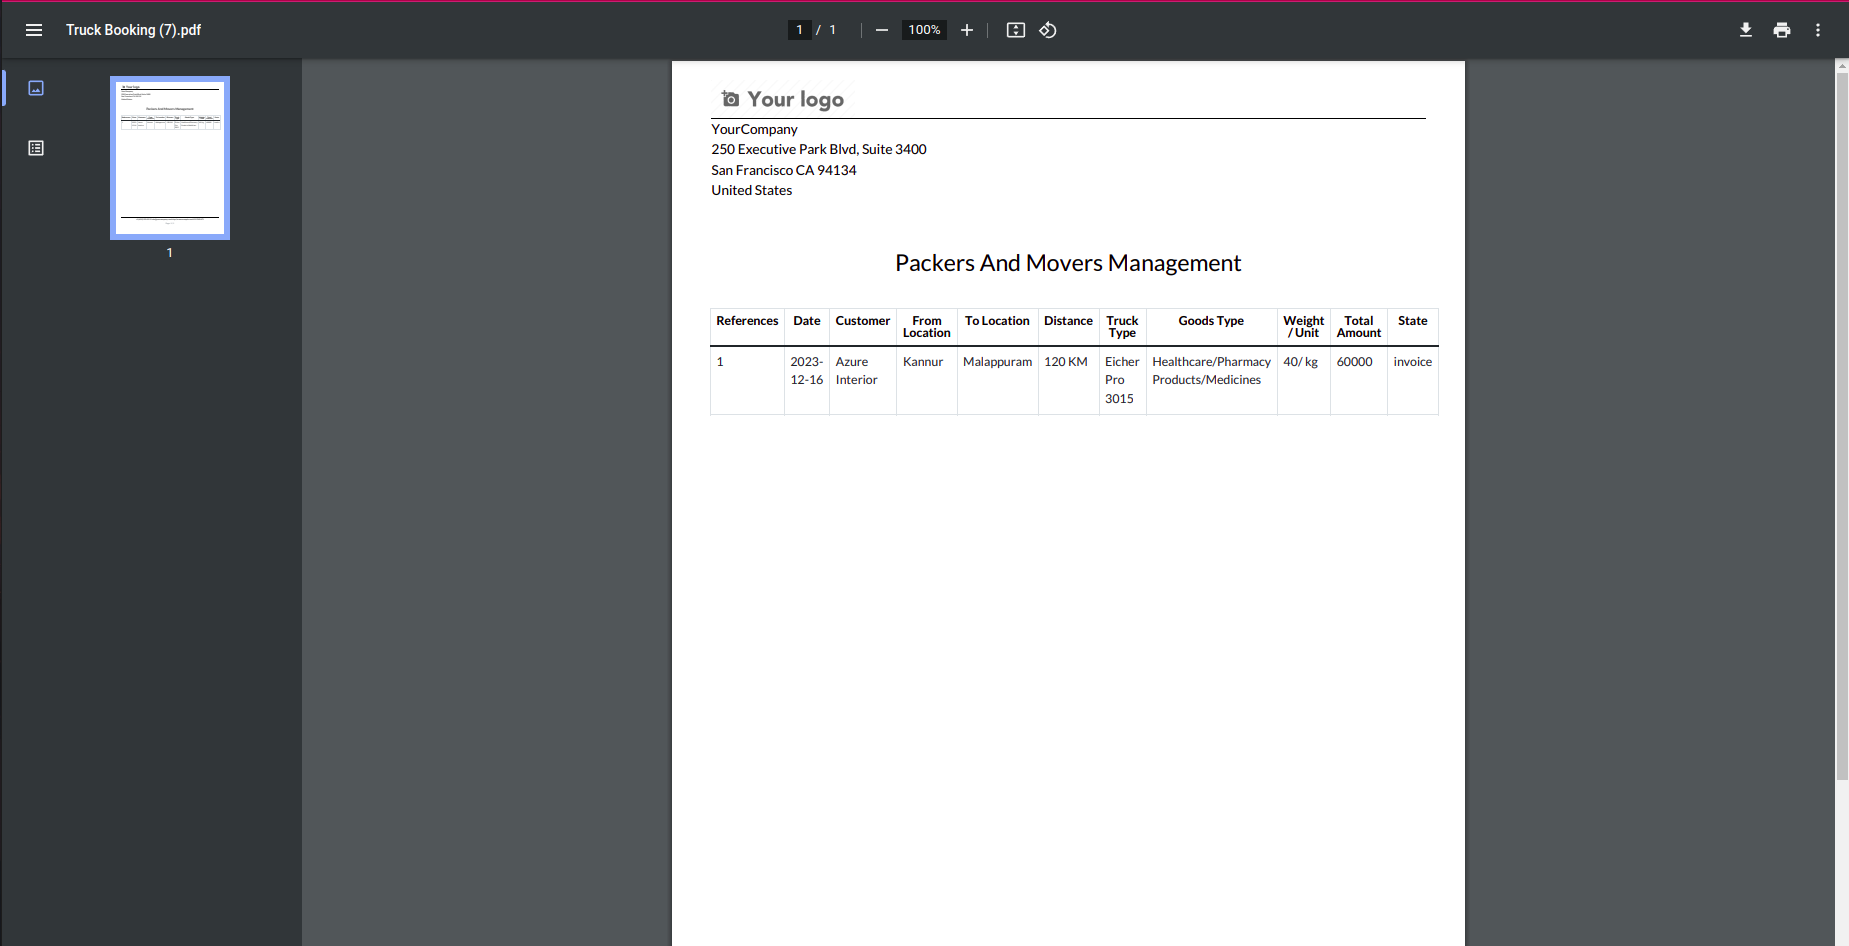 Truck Booking (7).pdf
1 / 1
100%
1
Your logo
YourCompany
250 Executive Park Blvd, Suite 3400
San Francisco CA 94134
United States
Packers And Movers Management
References Date Customer From Location To Location Distance Truck Type Goods Type Weight / Unit Total Amount State
1 2023-12-16 Azure Interior Kannur Malappuram 120 KM Eicher Pro 3015 Healthcare/Pharmacy Products/Medicines 40/ kg 60000 invoice